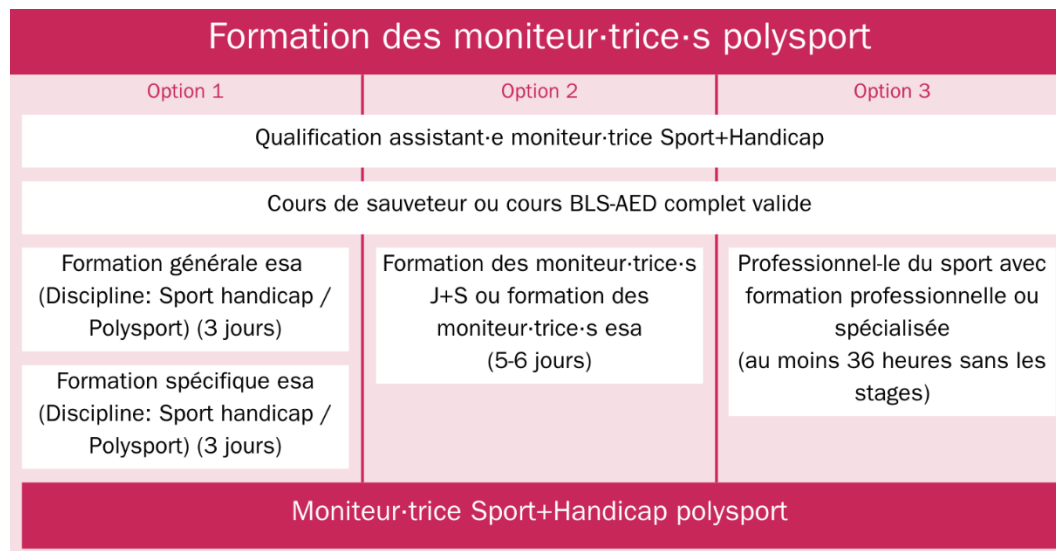 Formation des moniteur·trice·s polysport
Option 1
Option 2
Option 3
Qualification assistant·e moniteur·trice Sport+Handicap
Cours de sauveteur ou cours BLS-AED complet valide
Formation générale esa
(Discipline: Sport handicap /
Polysport) (3 jours)
Formation spécifique esa
(Discipline: Sport handicap /
Polysport) (3 jours)
Formation des moniteur·trice·s
J+S ou formation des
moniteur·trice·s esa
(5-6 jours)
Professionnel-le du sport avec
formation professionnelle ou
spécialisée
(au moins 36 heures sans les
stages)
Moniteur·trice Sport+Handicap polysport